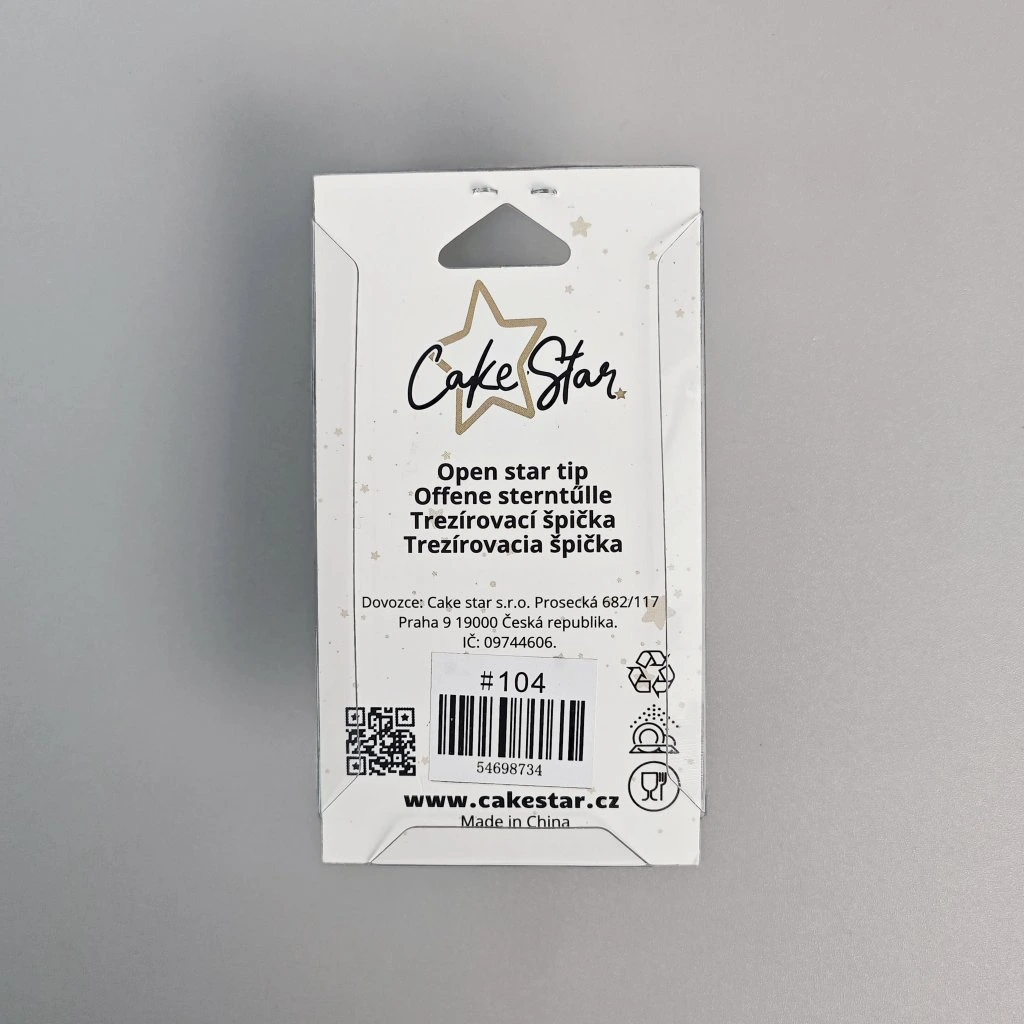 Cake Star
Open star tip
Offene sterntűlle
Trezírovací špička
Trezírovacia špička
Dovozce: Cake star s.r.o. Prosecká 682/117
Praha 9 19000 Česká republika.
IČ: 09744606.
#104
54698734
www.cakestar.cz
Made in China